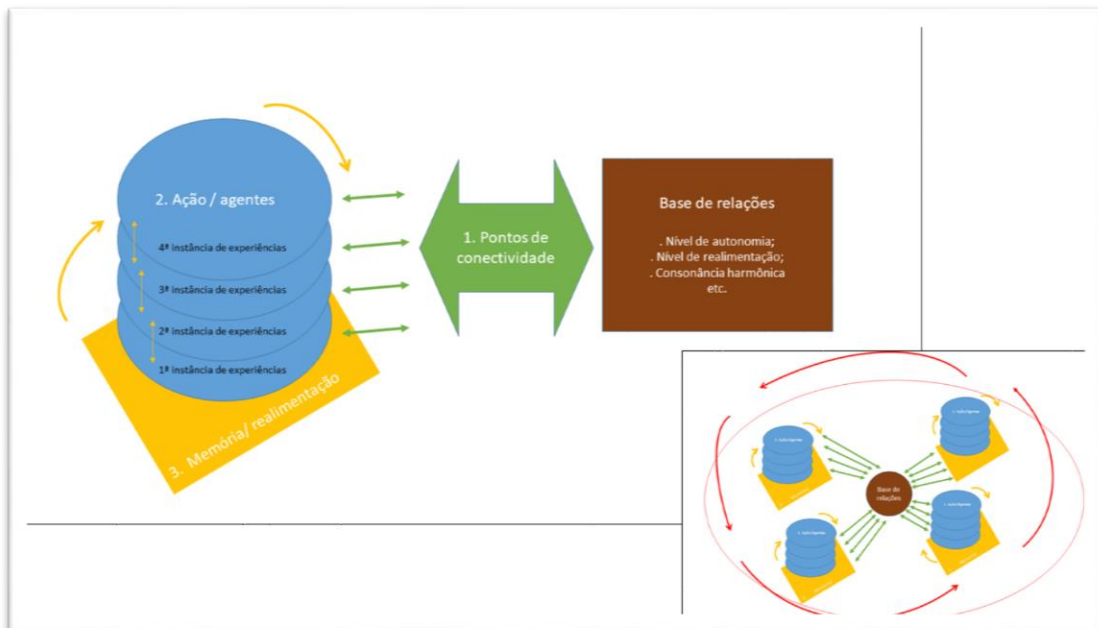 2. Ação / agentes
4ª instância de experiências
3ª instância de experiências
2ª instância de experiências
1ª instância de experiências
3. Memória/ realimentação
1. Pontos de
conectividade
Base de relações
. Nível de autonomia;
. Nível de realimentação;
. Consonância harmônica
etc.
Base de
relações